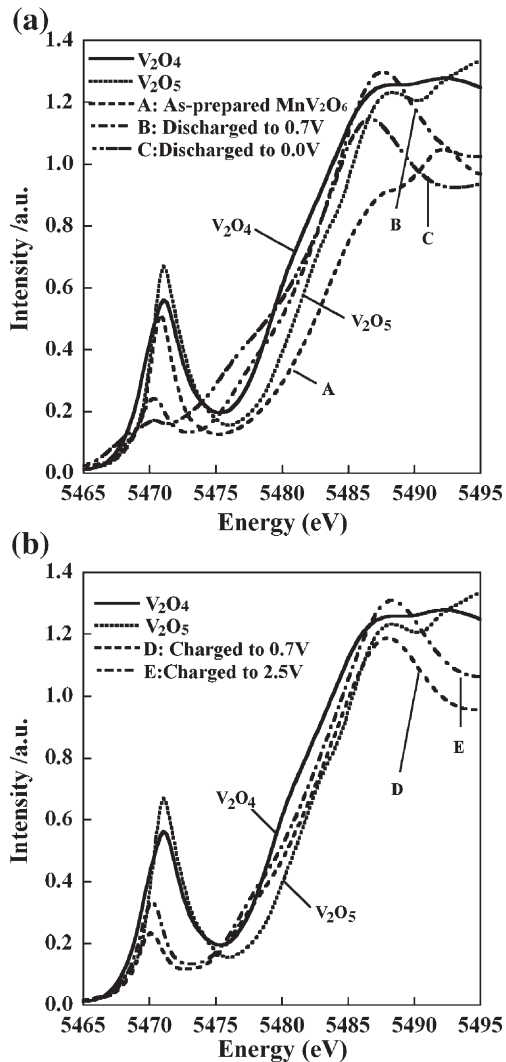 (a)
1.4
1.2
1.0
0.8
0.6
0.4
0.2
0.0
Intensity /a.u.
V2O4
V2O5
A: As-prepared MnV2O6
B: Discharged to 0.7V
C:Discharged to 0.0V
V2O4
B
C
V2O5
A
5465 5470 5475 5480 5485 5490 5495
Energy (eV)
(b)
1.4
1.2
1.0
0.8
0.6
0.4
0.2
0.0
Intensity /a.u.
V2O4
V2O5
D: Charged to 0.7V
E:Charged to 2.5V
E
D
V2O4
V2O5
5465 5470 5475 5480 5485 5490 5495
Energy (eV)